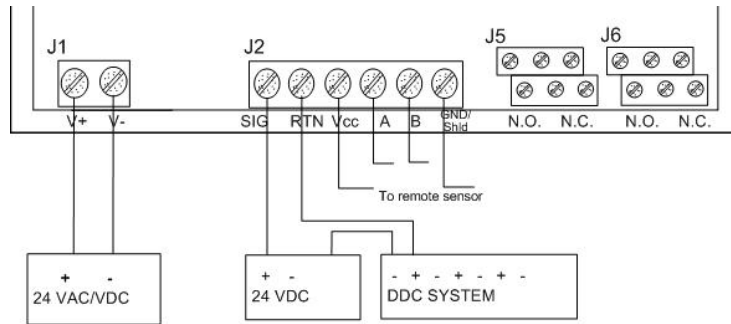 J1
J2
J5
J6
V+ V-
SIG RTN Vcc A B GND/
Shld
N.O. N.C. N.O. N.C.
To remote sensor
+ -
24 VAC/VDC
+ -
24 VDC
- + - + - + -
DDC SYSTEM